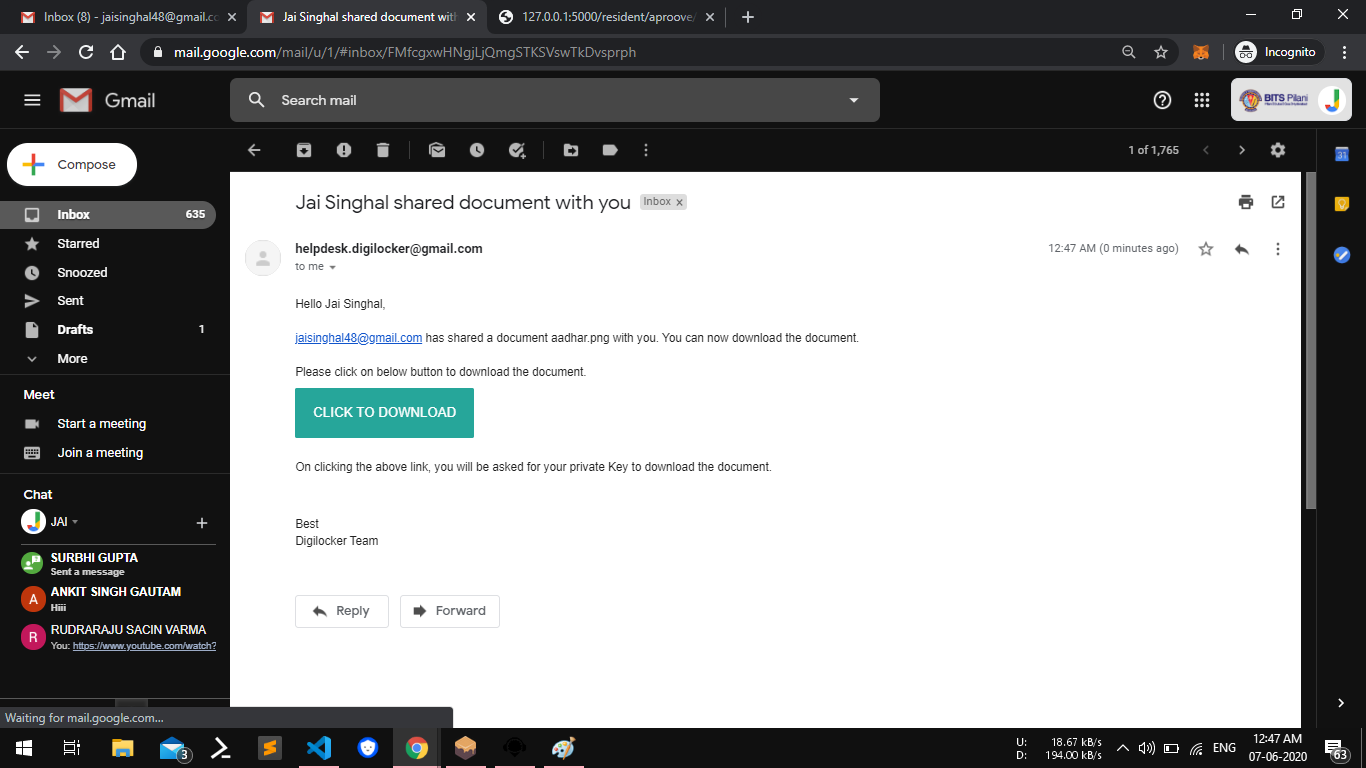 Inbox (8) - jaisinghal48@gmail.co
Jai Singhal shared document with
127.0.0.1:5000/resident/aproove/
mail.google.com/mail/u/1/#inbox/FMfcgxwHNgjLjQmgSTKSVswTkDvsprph
Incognito
Gmail
Search mail
BITS Pilani
Compose
1 of 1,765
31
Inbox 635
Starred
Snoozed
Sent
Drafts 1
More
Meet
Start a meeting
Join a meeting
Chat
JAI
SURBHI GUPTA
Sent a message
A
ANKIT SINGH GAUTAM
Hiii
R
RUDRARAJU SACIN VARMA
You: https://www.youtube.com/watch?
Jai Singhal shared document with you Inbox x
helpdesk.digilocker@gmail.com 12:47 AM (0 minutes ago)
to me
Hello Jai Singhal,
jaisinghal48@gmail.com has shared a document aadhar.png with you. You can now download the document.
Please click on below button to download the document.
CLICK TO DOWNLOAD
On clicking the above link, you will be asked for your private Key to download the document.
Best
Digilocker Team
Reply
Forward
Waiting for mail.google.com...
3
U: 18.67 kB/s
D: 194.00 kB/s
ENG
12:47 AM
07-06-2020
63